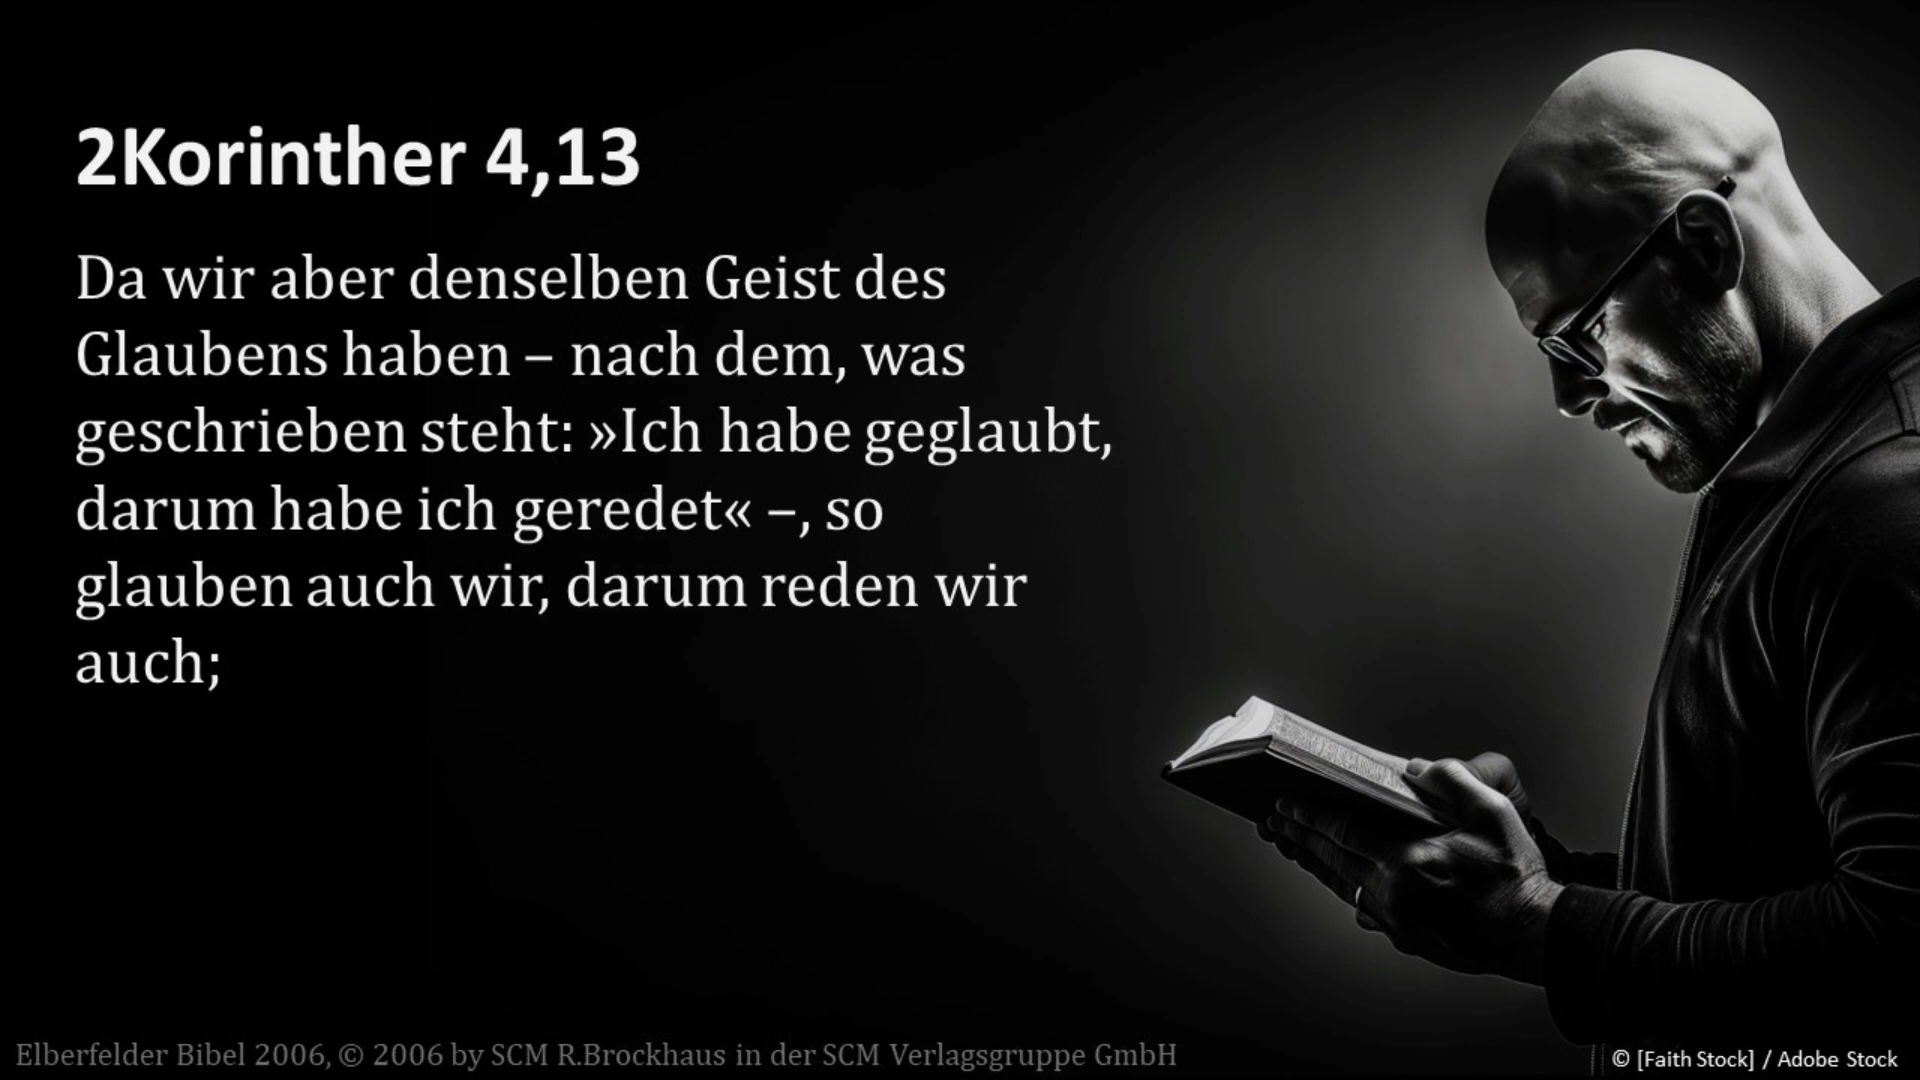 2Korinther 4,13
Da wir aber denselben Geist des
Glaubens haben – nach dem, was
geschrieben steht: »Ich habe geglaubt,
darum habe ich geredet« –, so
glauben auch wir, darum reden wir
auch;
Elberfelder Bibel 2006, © 2006 by SCM R.Brockhaus in der SCM Verlagsgruppe GmbH
© [Faith Stock] / Adobe Stock